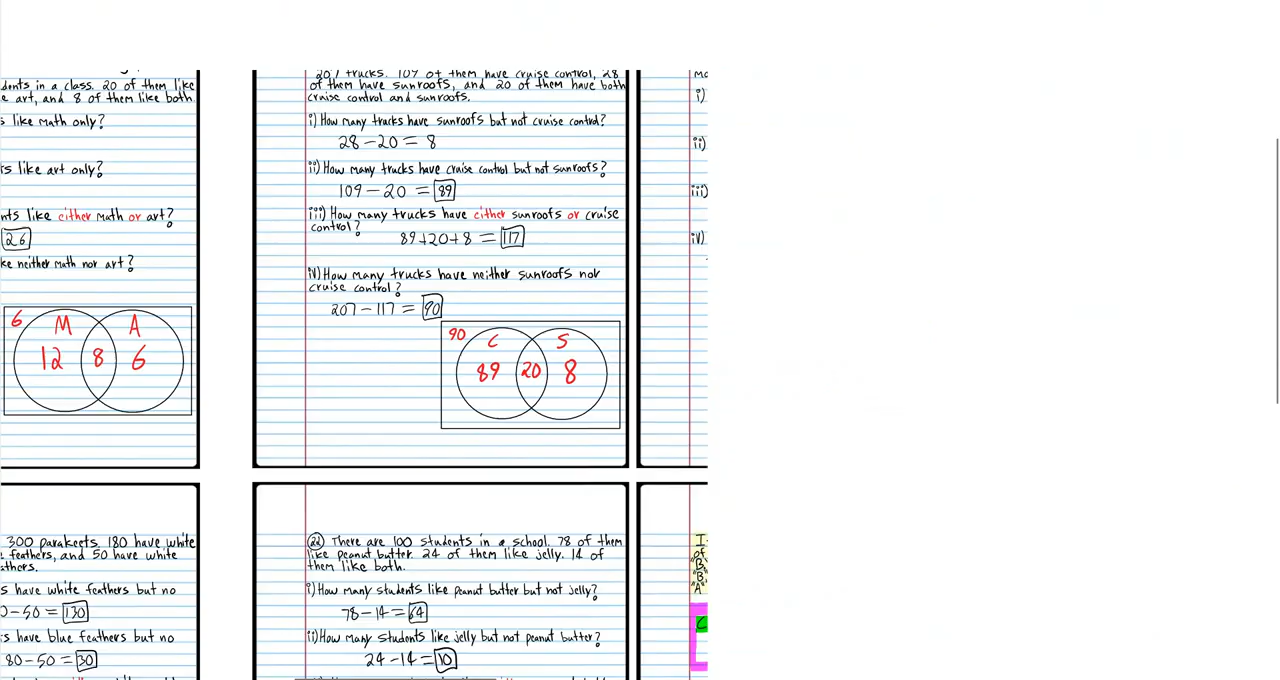 dents in a class. 20 of them like
e art, and 8 of them like both.
s like math only?
ts like art only?
nts like either math or art?
26
ke neither math nor art?
6
M
A
12
8
6
207 trucks. 109 of them have cruise control, 28
of them have sunroofs, and 20 of them have both
cruise control and sunroofs.
i) How many trucks have sunroofs but not cruise control?
28-20 = 8
ii) How many trucks have cruise control but not sunroofs?
109-20 = 89
iii) How many trucks have either sunroofs or cruise
control?
89+20+8 = 117
iv) How many trucks have neither sunroofs nor
cruise control?
207-117 = 90
90
C
S
89
20
8
i)
ii)
iii)
iv)
300 parakeets. 180 have white
feathers, and 50 have white
thers.
s have white feathers but no
0-50 = 130
s have blue feathers but no
80-50 = 30
22 There are 100 students in a school. 78 of them
like peanut butter. 24 of them like jelly. 14 of
them like both.
i) How many students like peanut butter but not jelly?
78-14 = 64
ii) How many students like jelly but not peanut butter?
24-14 = 10
I
of
"B
"B
"A"
C